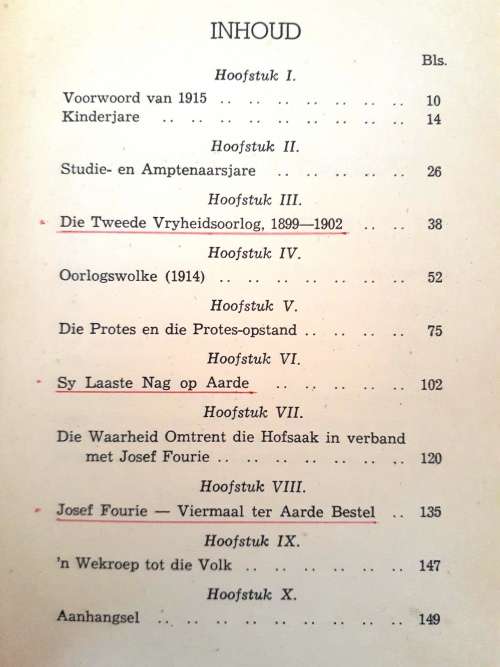 INHOUD
Bls.
Hoofstuk I.
Voorwoord van 1915 .. .. .. .. .. .. .. 10
Kinderjare .. .. .. .. .. .. .. .. 14
Hoofstuk II.
Studie- en Amptenaarsjare .. .. .. .. .. 26
Hoofstuk III.
Die Tweede Vryheidsoorlog, 1899—1902 .. .. 38
Hoofstuk IV.
Oorlogswolke (1914) .. .. .. .. .. .. .. 52
Hoofstuk V.
Die Protes en die Protes-opstand .. .. .. .. 75
Hoofstuk VI.
Sy Laaste Nag op Aarde .. .. .. .. .. 102
Hoofstuk VII.
Die Waarheid Omtrent die Hofsaak in verband
met Josef Fourie .. .. .. .. .. .. .. 120
Hoofstuk VIII.
Josef Fourie — Viermaal ter Aarde Bestel .. 135
Hoofstuk IX.
'n Wekroep tot die Volk .. .. .. .. .. .. 147
Hoofstuk X.
Aanhangsel .. .. .. .. .. .. .. .. .. 149